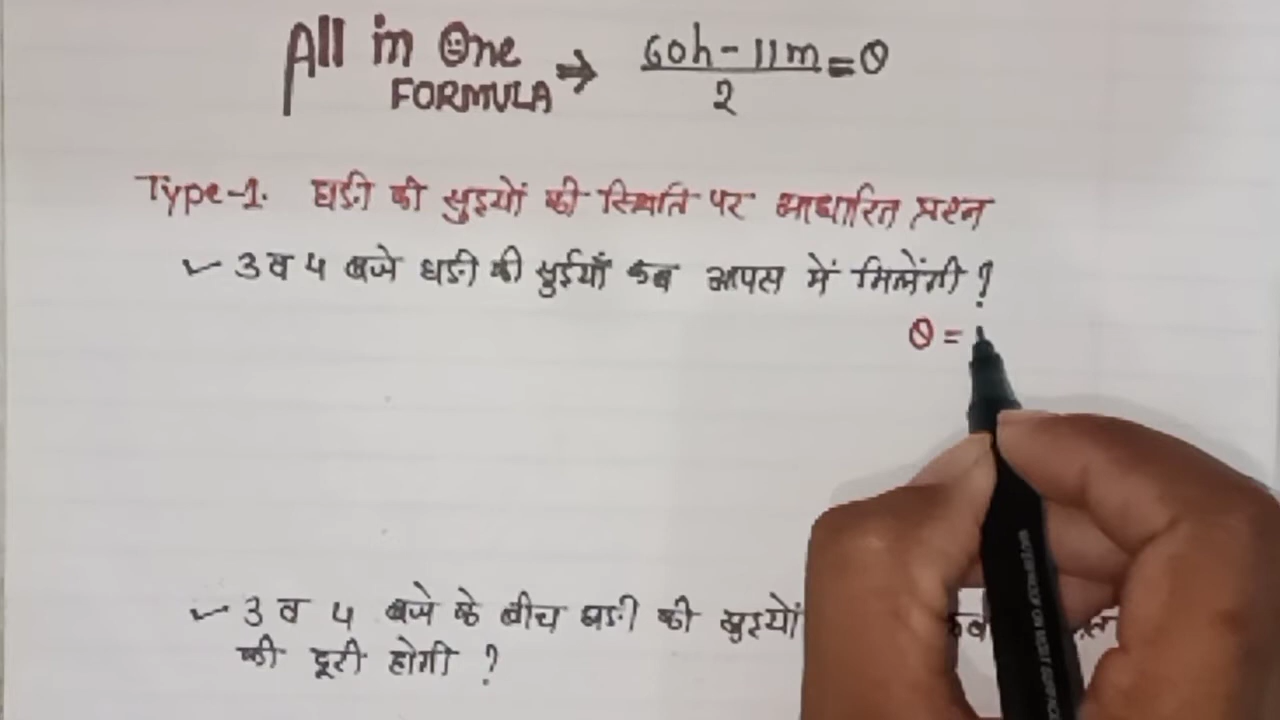 All in One
FORMULA ⇒ 60h - 11m / 2 = θ
Type-1. घड़ी की सुइयों की स्थिति पर आधारित प्रश्न
✓ 3 व 4 बजे घड़ी की सुईयाँ कब आपस में मिलेंगी ?
θ =
✓ 3 व 4 बजे के बीच घड़ी की सुइयों
की दूरी होगी ?